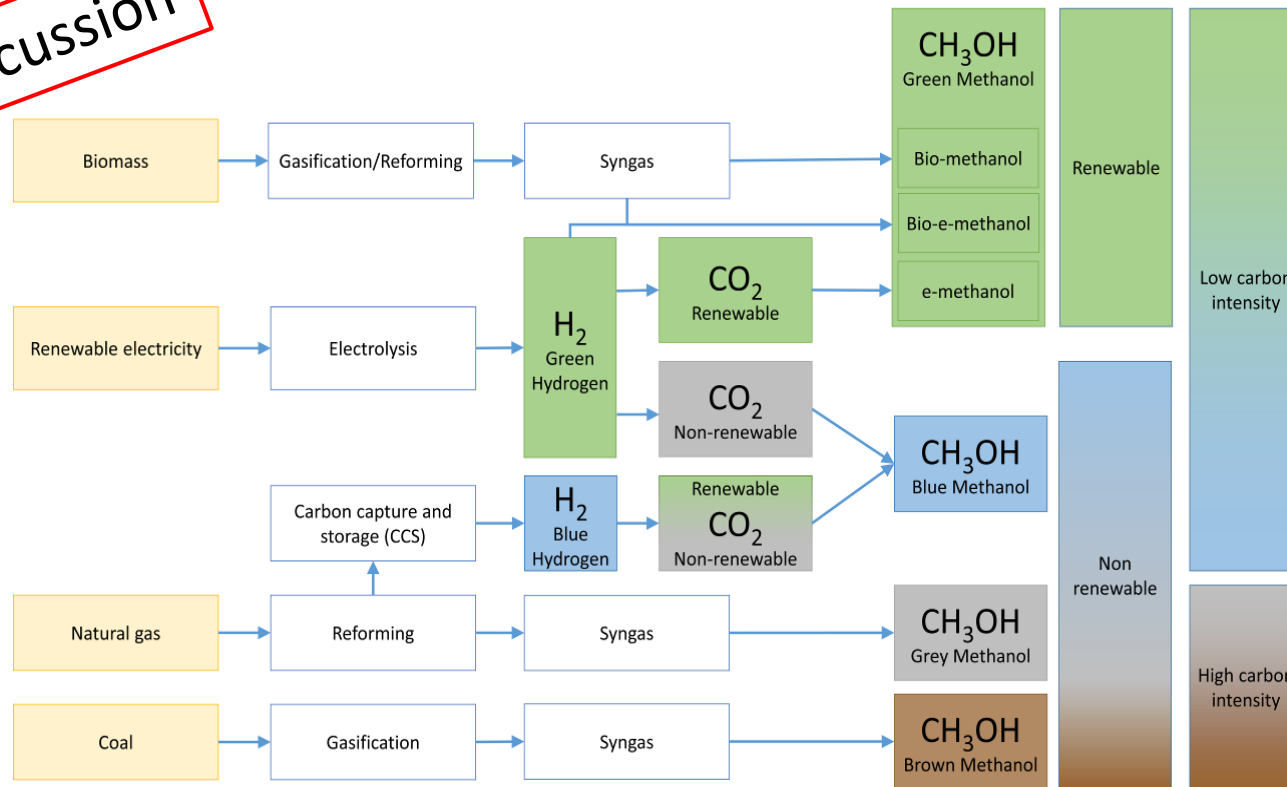 CH₃OH
Green Methanol
Biomass
Gasification/Reforming
Syngas
Bio-methanol
Renewable
Bio-e-methanol
Renewable electricity
Electrolysis
H₂
Green
Hydrogen
CO₂
Renewable
e-methanol
Low carbon
intensity
CO₂
Non-renewable
CH₃OH
Blue Methanol
Carbon capture and
storage (CCS)
H₂
Blue
Hydrogen
Renewable
CO₂
Non-renewable
Non
renewable
Natural gas
Reforming
Syngas
CH₃OH
Grey Methanol
High carbon
intensity
Coal
Gasification
Syngas
CH₃OH
Brown Methanol